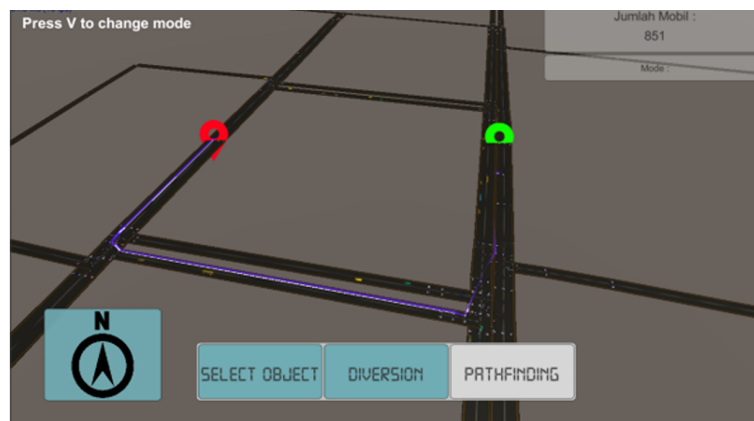 Press V to change mode
Jumlah Mobil :
851
Mode :
N
SELECT OBJECT
DIVERSION
PATHFINDING